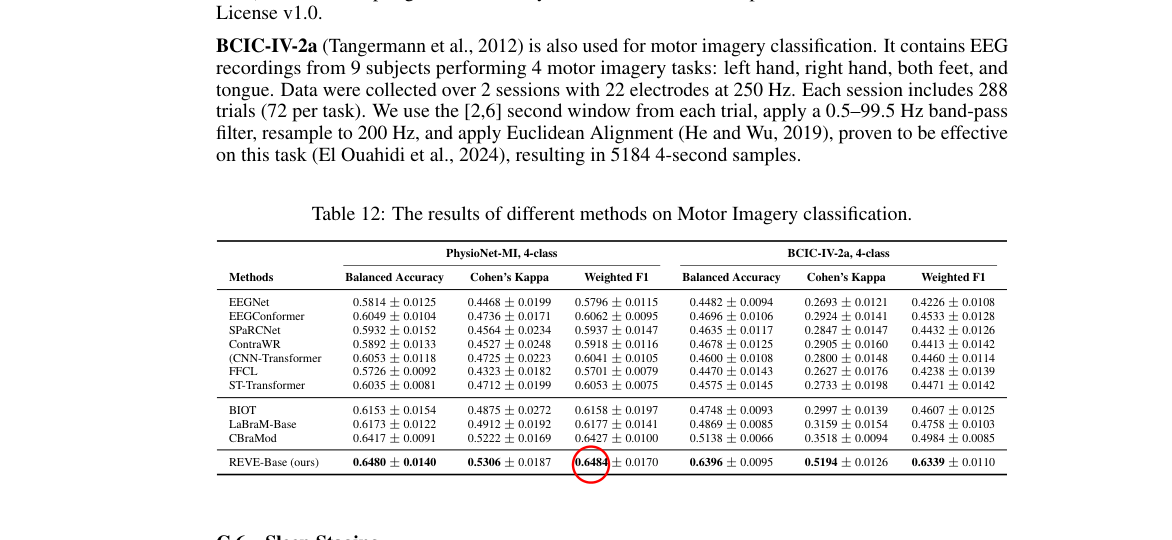 License v1.0.
BCIC-IV-2a (Tangermann et al., 2012) is also used for motor imagery classification. It contains EEG
recordings from 9 subjects performing 4 motor imagery tasks: left hand, right hand, both feet, and
tongue. Data were collected over 2 sessions with 22 electrodes at 250 Hz. Each session includes 288
trials (72 per task). We use the [2,6] second window from each trial, apply a 0.5–99.5 Hz band-pass
filter, resample to 200 Hz, and apply Euclidean Alignment (He and Wu, 2019), proven to be effective
on this task (El Ouahidi et al., 2024), resulting in 5184 4-second samples.
Table 12: The results of different methods on Motor Imagery classification.
PhysioNet-MI, 4-class BCIC-IV-2a, 4-class
Methods Balanced Accuracy Cohen's Kappa Weighted F1 Balanced Accuracy Cohen's Kappa Weighted F1
EEGNet 0.5814 ± 0.0125 0.4468 ± 0.0199 0.5796 ± 0.0115 0.4482 ± 0.0094 0.2693 ± 0.0121 0.4226 ± 0.0108
EEGConformer 0.6049 ± 0.0104 0.4736 ± 0.0171 0.6062 ± 0.0095 0.4696 ± 0.0106 0.2924 ± 0.0141 0.4533 ± 0.0128
SPaRCNet 0.5932 ± 0.0152 0.4564 ± 0.0234 0.5937 ± 0.0147 0.4635 ± 0.0117 0.2847 ± 0.0147 0.4432 ± 0.0126
ContraWR 0.5892 ± 0.0133 0.4527 ± 0.0248 0.5918 ± 0.0116 0.4678 ± 0.0125 0.2905 ± 0.0160 0.4413 ± 0.0142
(CNN-Transformer 0.6053 ± 0.0118 0.4725 ± 0.0223 0.6041 ± 0.0105 0.4600 ± 0.0108 0.2800 ± 0.0148 0.4460 ± 0.0114
FFCL 0.5726 ± 0.0092 0.4323 ± 0.0182 0.5701 ± 0.0079 0.4470 ± 0.0143 0.2627 ± 0.0176 0.4238 ± 0.0139
ST-Transformer 0.6035 ± 0.0081 0.4712 ± 0.0199 0.6053 ± 0.0075 0.4575 ± 0.0145 0.2733 ± 0.0198 0.4471 ± 0.0142
BIOT 0.6153 ± 0.0154 0.4875 ± 0.0272 0.6158 ± 0.0197 0.4748 ± 0.0093 0.2997 ± 0.0139 0.4607 ± 0.0125
LaBraM-Base 0.6173 ± 0.0122 0.4912 ± 0.0192 0.6177 ± 0.0141 0.4869 ± 0.0085 0.3159 ± 0.0154 0.4758 ± 0.0103
CBraMod 0.6417 ± 0.0091 0.5222 ± 0.0169 0.6427 ± 0.0100 0.5138 ± 0.0066 0.3518 ± 0.0094 0.4984 ± 0.0085
REVE-Base (ours) 0.6480 ± 0.0140 0.5306 ± 0.0187 0.6484 ± 0.0170 0.6396 ± 0.0095 0.5194 ± 0.0126 0.6339 ± 0.0110